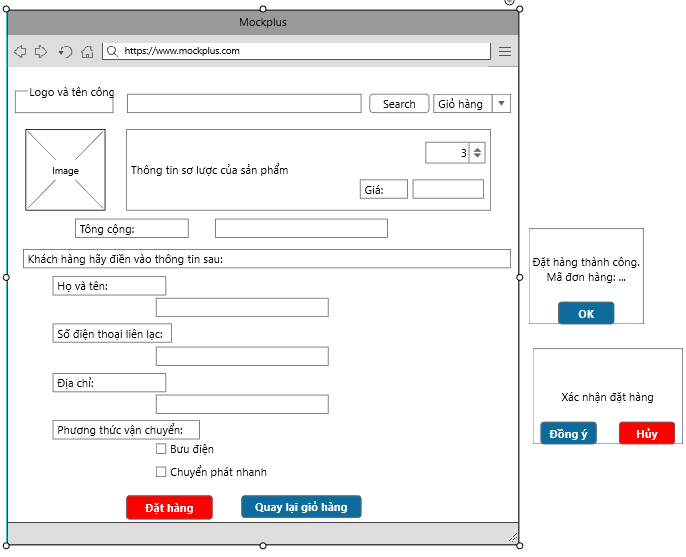 Mockplus
https://www.mockplus.com
Logo và tên công
Search
Giỏ hàng
Image
Thông tin sơ lược của sản phẩm
3
Giá:
Tông cộng:
Khách hàng hãy điền vào thông tin sau:
Họ và tên:
Số điện thoại liên lạc:
Địa chỉ:
Phương thức vận chuyển:
Bưu điện
Chuyển phát nhanh
Đặt hàng
Quay lại giỏ hàng
Đặt hàng thành công.
Mã đơn hàng: ...
OK
Xác nhận đặt hàng
Đồng ý
Hủy